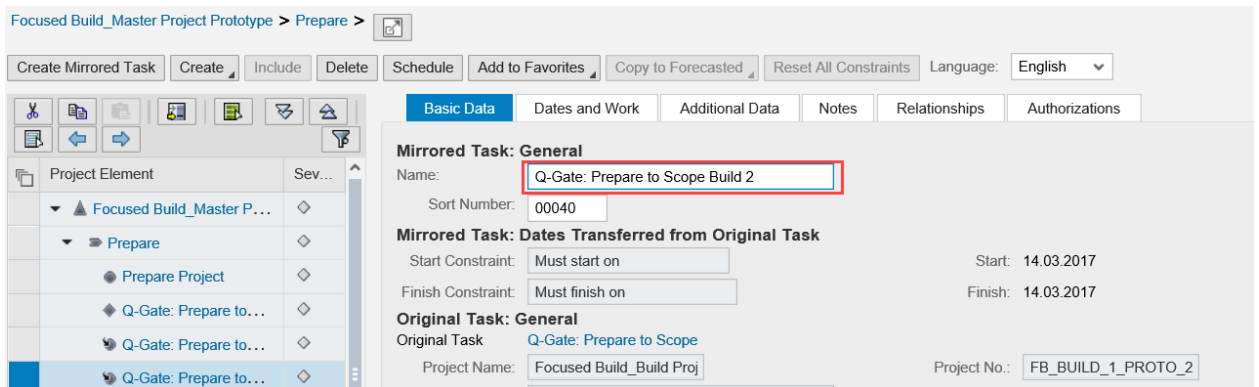 Focused Build_Master Project Prototype > Prepare >
Create Mirrored Task Create Include Delete Schedule Add to Favorites Copy to Forecasted Reset All Constraints Language: English
Basic Data Dates and Work Additional Data Notes Relationships Authorizations
Mirrored Task: General
Project Element Sev...
Name: Q-Gate: Prepare to Scope Build 2
Focused Build_Master P...
Sort Number: 00040
Mirrored Task: Dates Transferred from Original Task
Prepare
Start Constraint: Must start on Start: 14.03.2017
Prepare Project
Finish Constraint: Must finish on Finish: 14.03.2017
Q-Gate: Prepare to...
Original Task: General
Q-Gate: Prepare to...
Original Task Q-Gate: Prepare to Scope
Project Name: Focused Build_Build Proj Project No.: FB_BUILD_1_PROTO_2
Q-Gate: Prepare to...